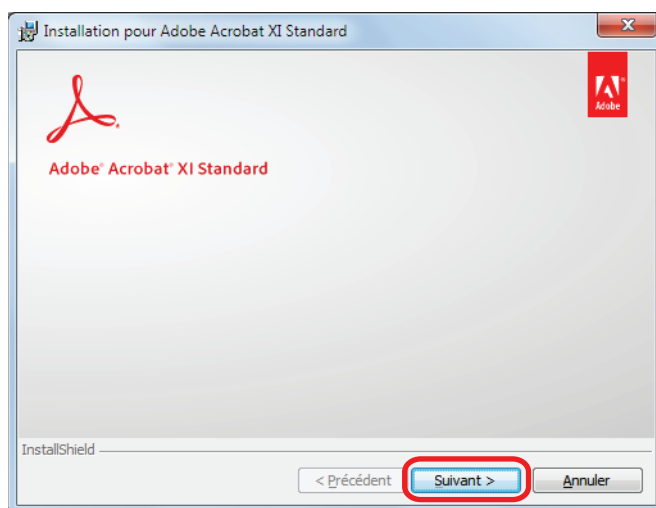 Installation pour Adobe Acrobat XI Standard
Adobe
Adobe® Acrobat® XI Standard
InstallShield
< Précédent
Suivant >
Annuler